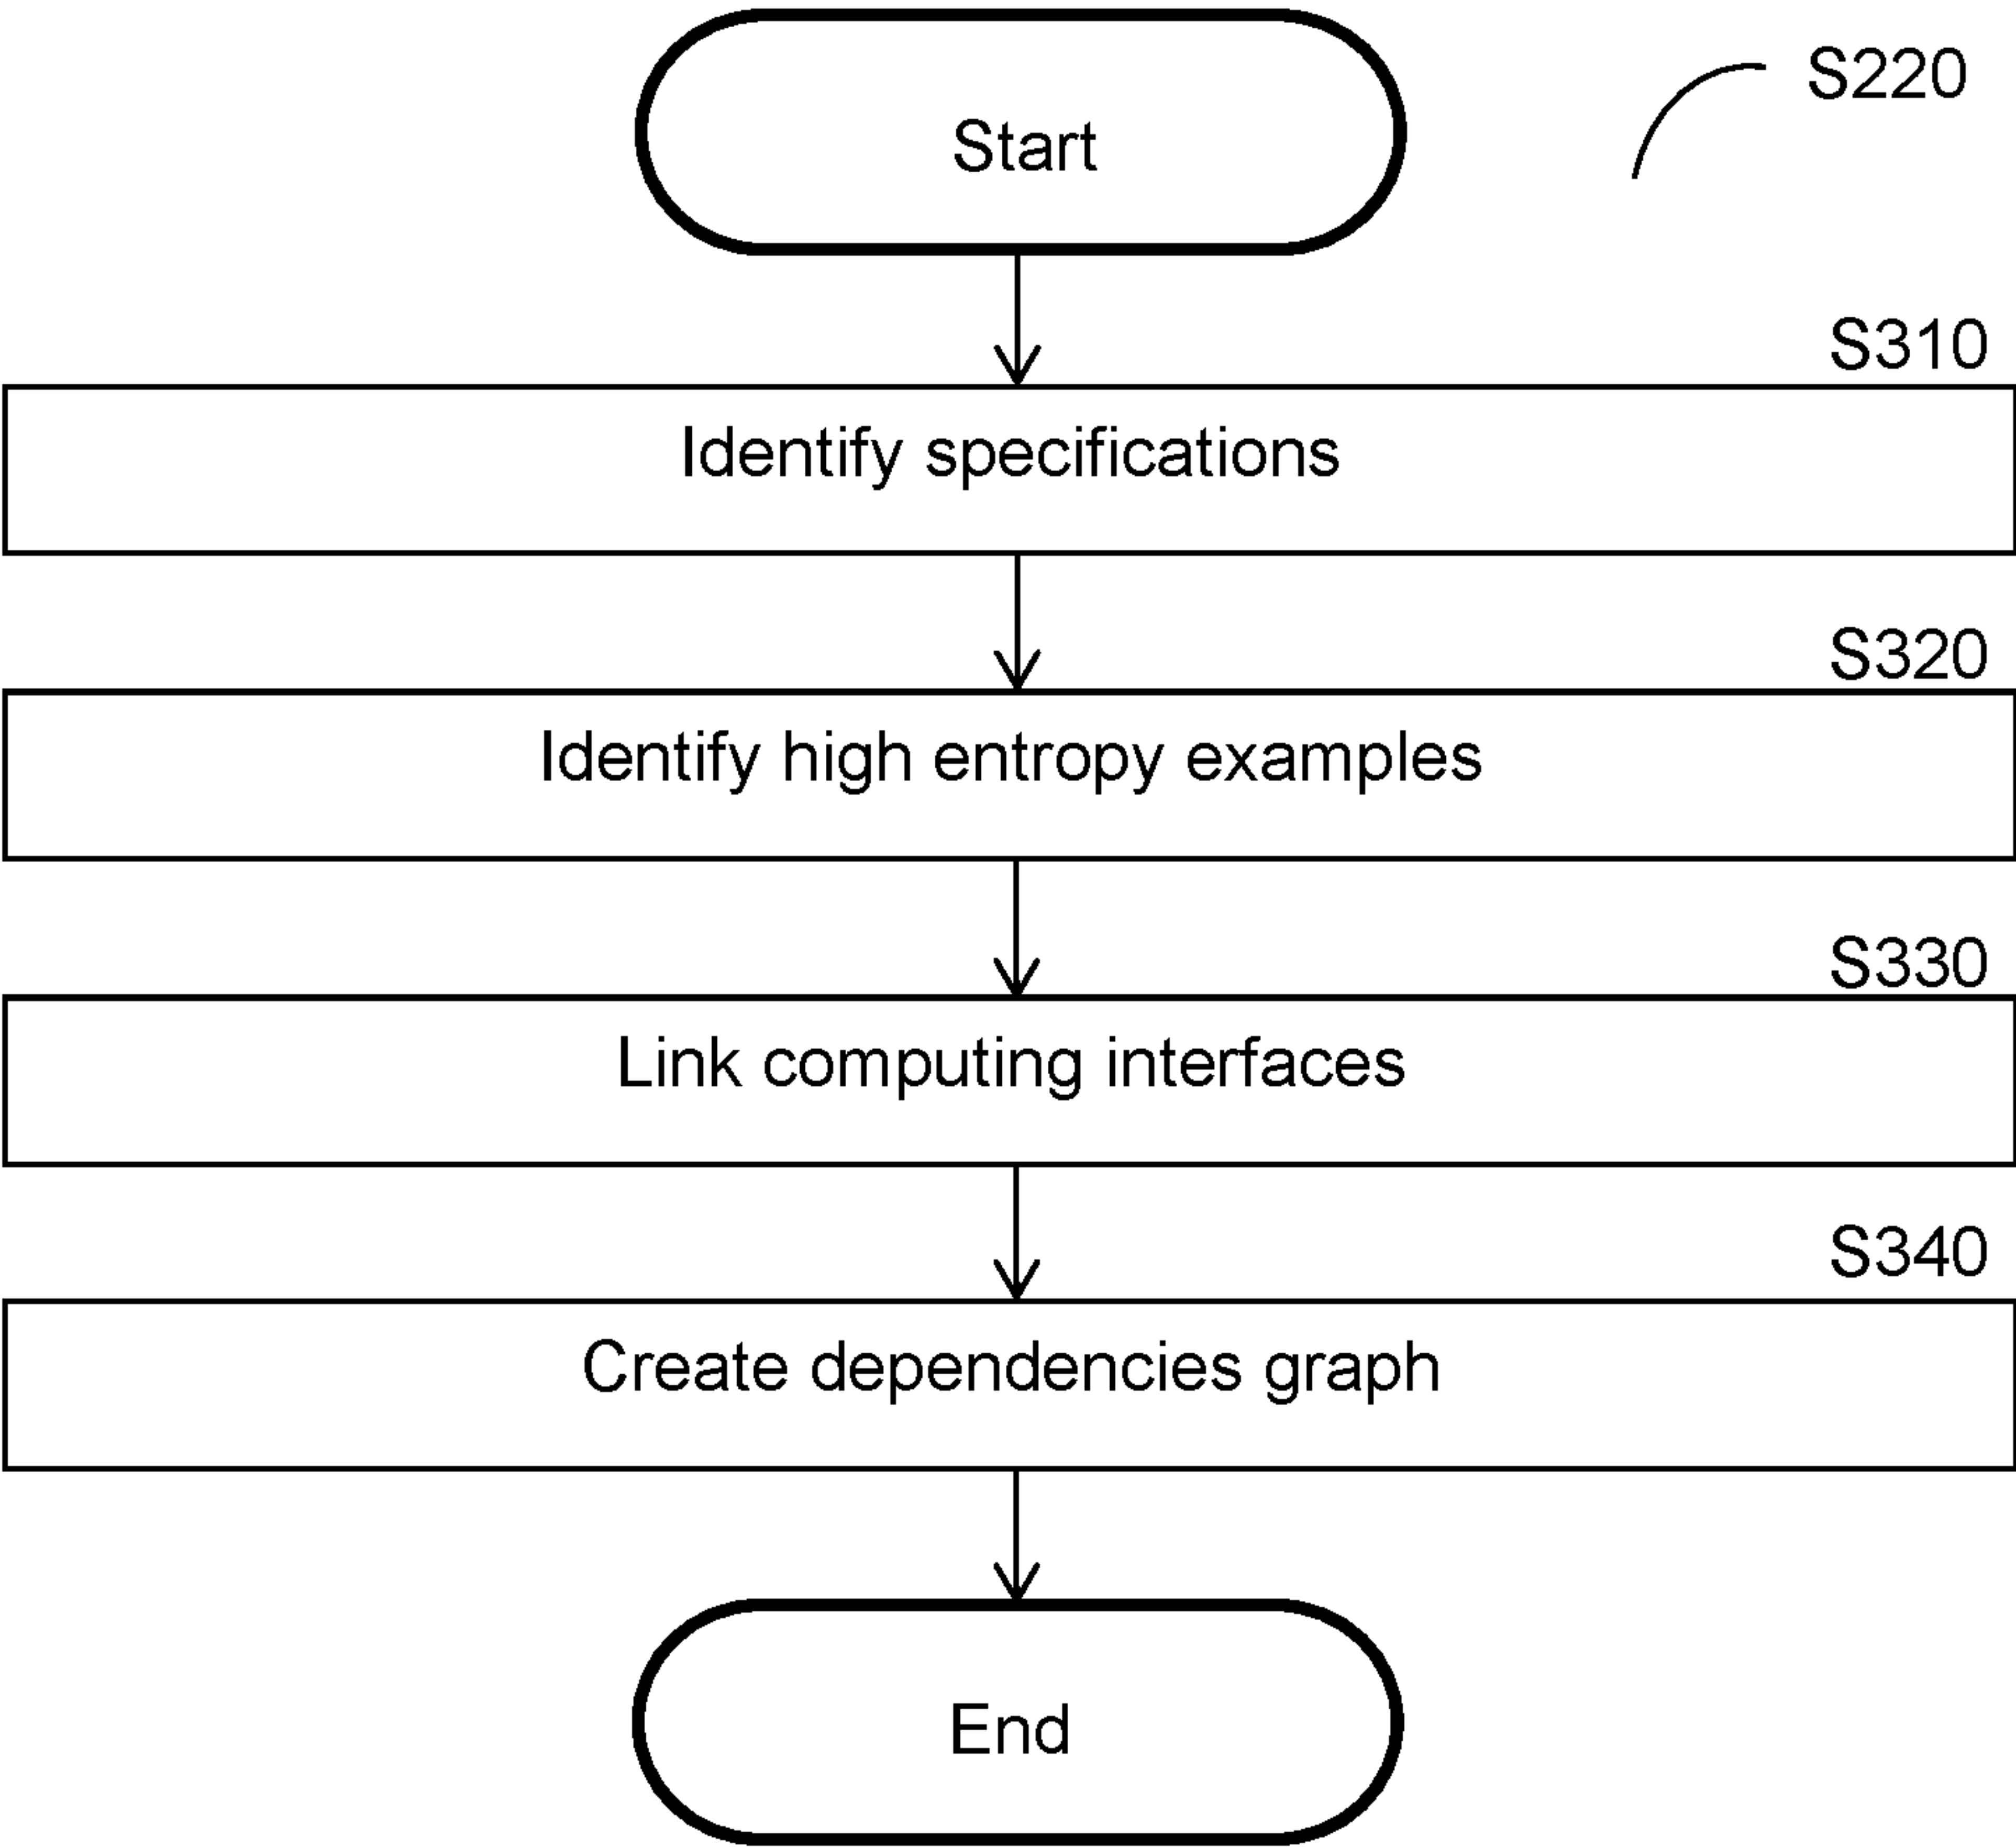 S220
Start
S310
Identify specifications
S320
Identify high entropy examples
S330
Link computing interfaces
S340
Create dependencies graph
End